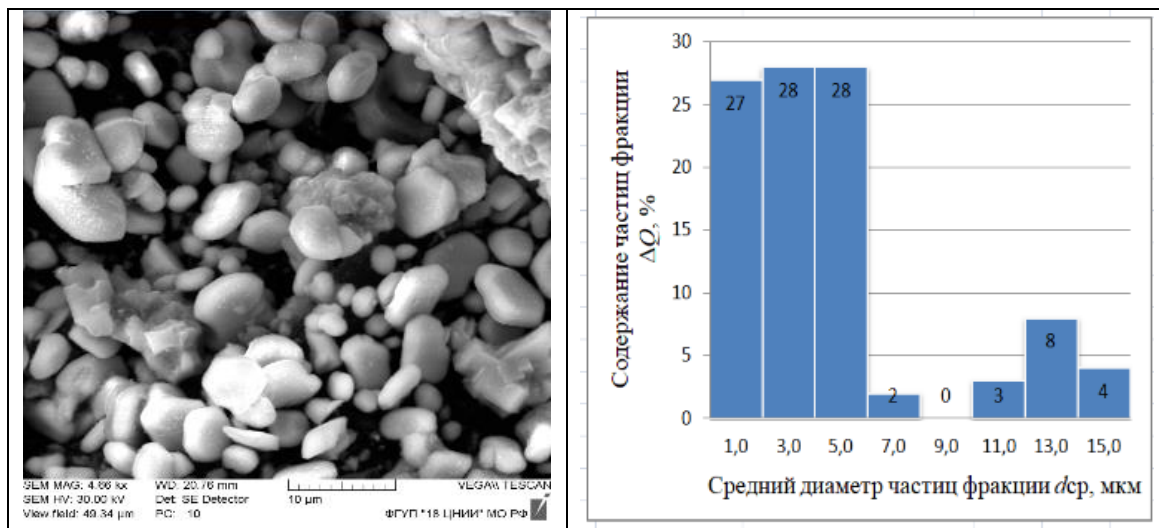 SEM MAG: 4.66 kx WD: 20.76 mm VEGA\\ TESCAN
SEM HV: 30.00 kV Det: SE Detector 10 µm
View field: 49.34 µm PC: 10 ФГУП "18 ЦНИИ" МО РФ
Содержание частиц фракции
ΔQ, %
30
25
20
15
10
5
0
27 28 28 2 0 3 8 4
1,0 3,0 5,0 7,0 9,0 11,0 13,0 15,0
Средний диаметр частиц фракции dср, мкм